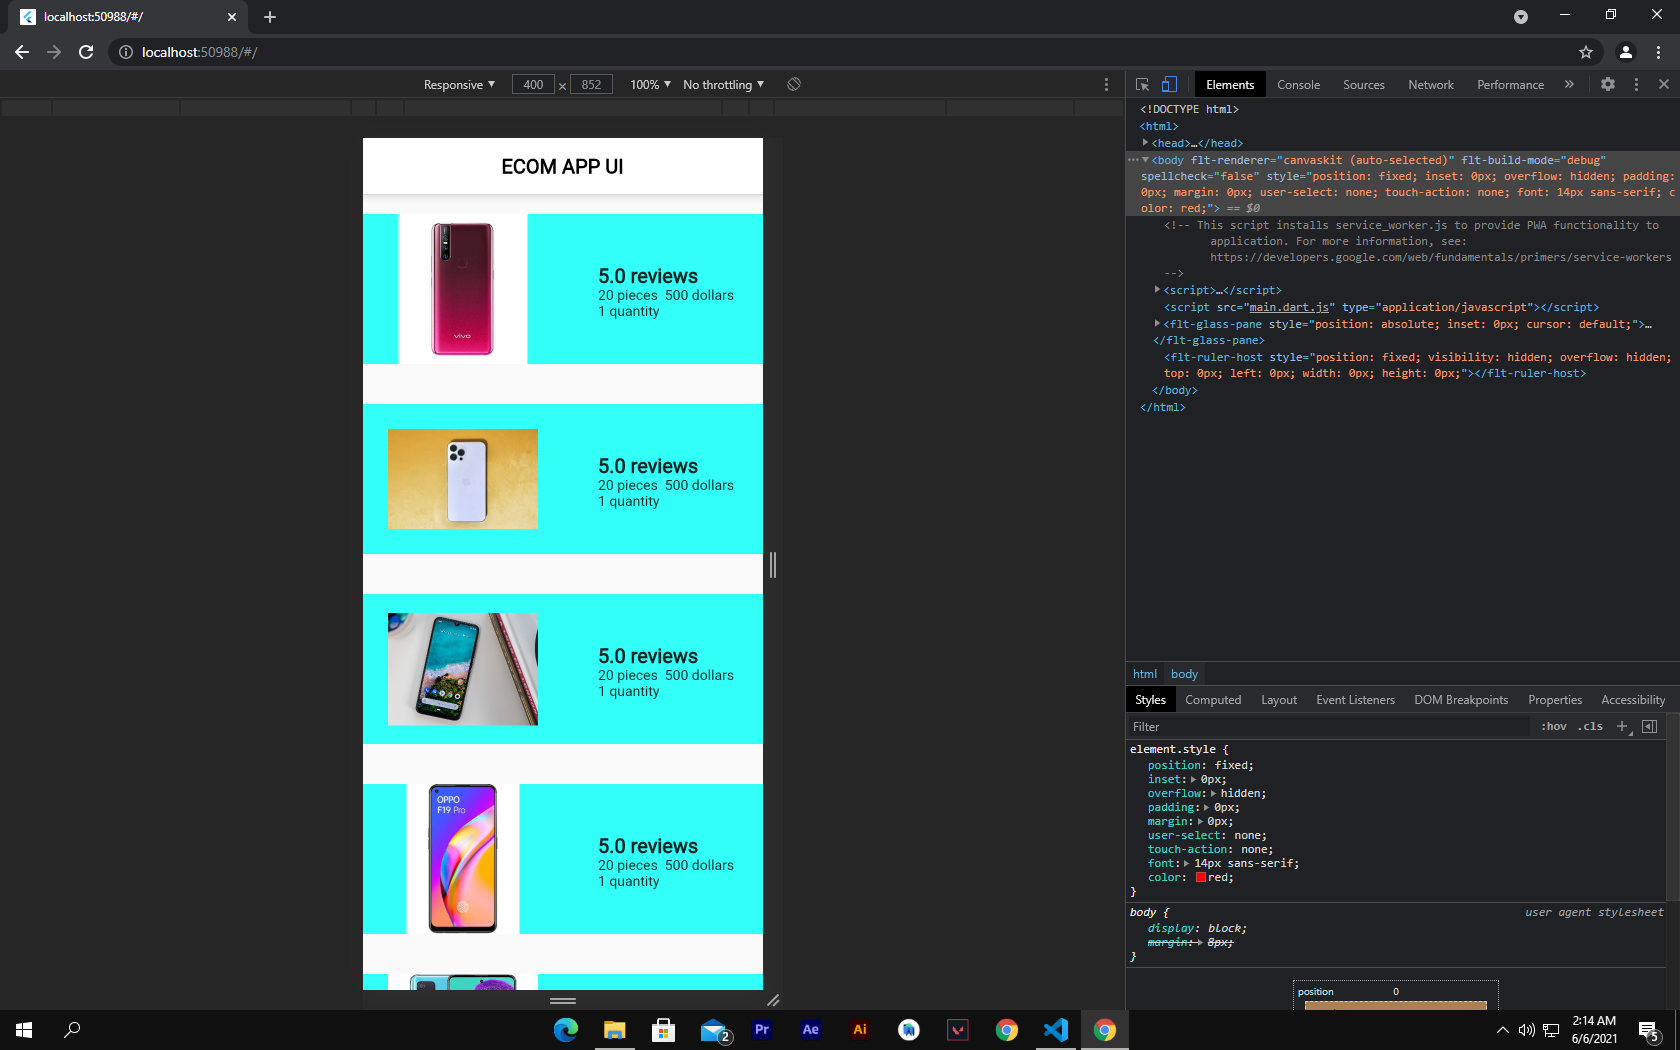 localhost:50988/#/
localhost:50988/#/
Responsive 400 × 852 100% No throttling
Elements Console Sources Network Performance
ECOM APP UI
vivo
5.0 reviews
20 pieces 500 dollars
1 quantity
5.0 reviews
20 pieces 500 dollars
1 quantity
5.0 reviews
20 pieces 500 dollars
1 quantity
OPPO
F19 Pro
5.0 reviews
20 pieces 500 dollars
1 quantity
<!DOCTYPE html>
<html>
<head>…</head>
<body flt-renderer="canvaskit (auto-selected)" flt-build-mode="debug"
spellcheck="false" style="position: fixed; inset: 0px; overflow: hidden; padding:
0px; margin: 0px; user-select: none; touch-action: none; font: 14px sans-serif; c
olor: red;"> == $0
<!-- This script installs service_worker.js to provide PWA functionality to
application. For more information, see:
https://developers.google.com/web/fundamentals/primers/service-workers
-->
<script>…</script>
<script src="main.dart.js" type="application/javascript"></script>
<flt-glass-pane style="position: absolute; inset: 0px; cursor: default;">…
</flt-glass-pane>
<flt-ruler-host style="position: fixed; visibility: hidden; overflow: hidden;
top: 0px; left: 0px; width: 0px; height: 0px;"></flt-ruler-host>
</body>
</html>
html body
Styles Computed Layout Event Listeners DOM Breakpoints Properties Accessibility
Filter :hov .cls
element.style {
position: fixed;
inset: 0px;
overflow: hidden;
padding: 0px;
margin: 0px;
user-select: none;
touch-action: none;
font: 14px sans-serif;
color: red;
}
body { user agent stylesheet
display: block;
margin: 8px;
}
position 0
2 Pr Ae Ai
2:14 AM
6/6/2021
5